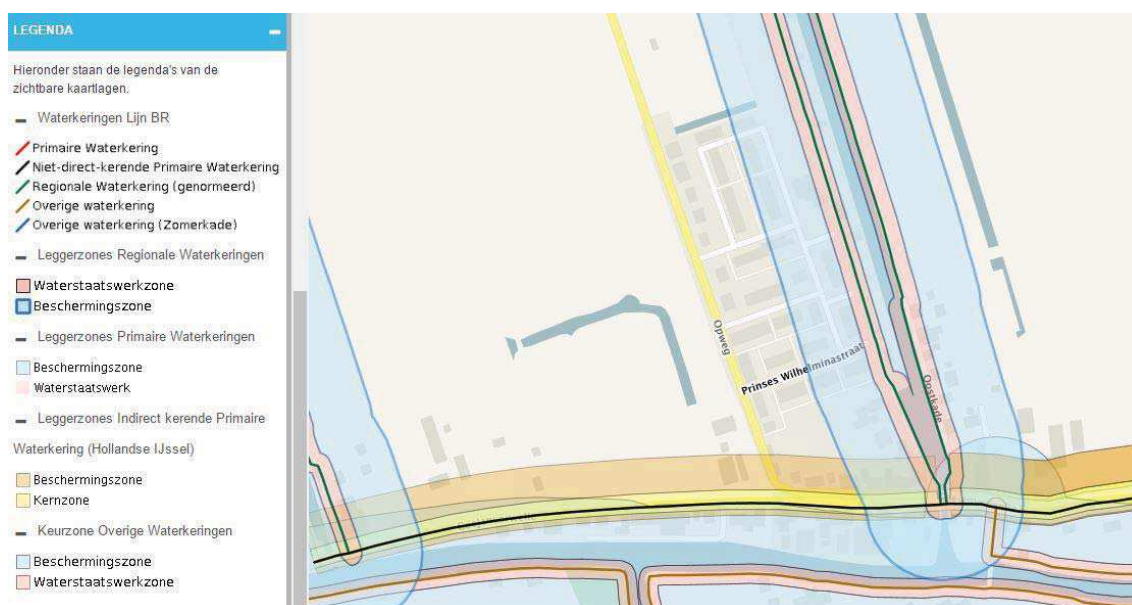 LEGENDA
Hieronder staan de legenda's van de
zichtbare kaartlagen.
Waterkeringen Lijn BR
Primaire Waterkering
Niet-direct-kerende Primaire Waterkering
Regionale Waterkering (genormeerd)
Overige waterkering
Overige waterkering (Zomerkade)
Leggerzones Regionale Waterkeringen
Waterstaatswerkzone
Beschermingszone
Leggerzones Primaire Waterkeringen
Beschermingszone
Waterstaatswerk
Leggerzones Indirect kerende Primaire
Waterkering (Hollandse IJssel)
Beschermingszone
Kernzone
Keurzone Overige Waterkeringen
Beschermingszone
Waterstaatswerkzone
Opweg
Prinses Wilhelminastraat
Oostkade